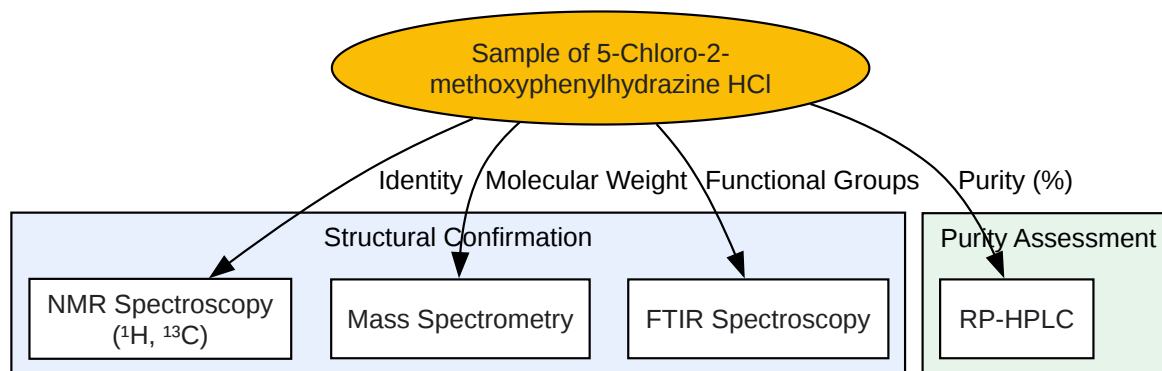 Sample of 5-Chloro-2-
methoxyphenylhydrazine HCl
Identity
Molecular Weight
Functional Groups
Purity (%)
Structural Confirmation
Purity Assessment
NMR Spectroscopy
(¹H, ¹³C)
Mass Spectrometry
FTIR Spectroscopy
RP-HPLC